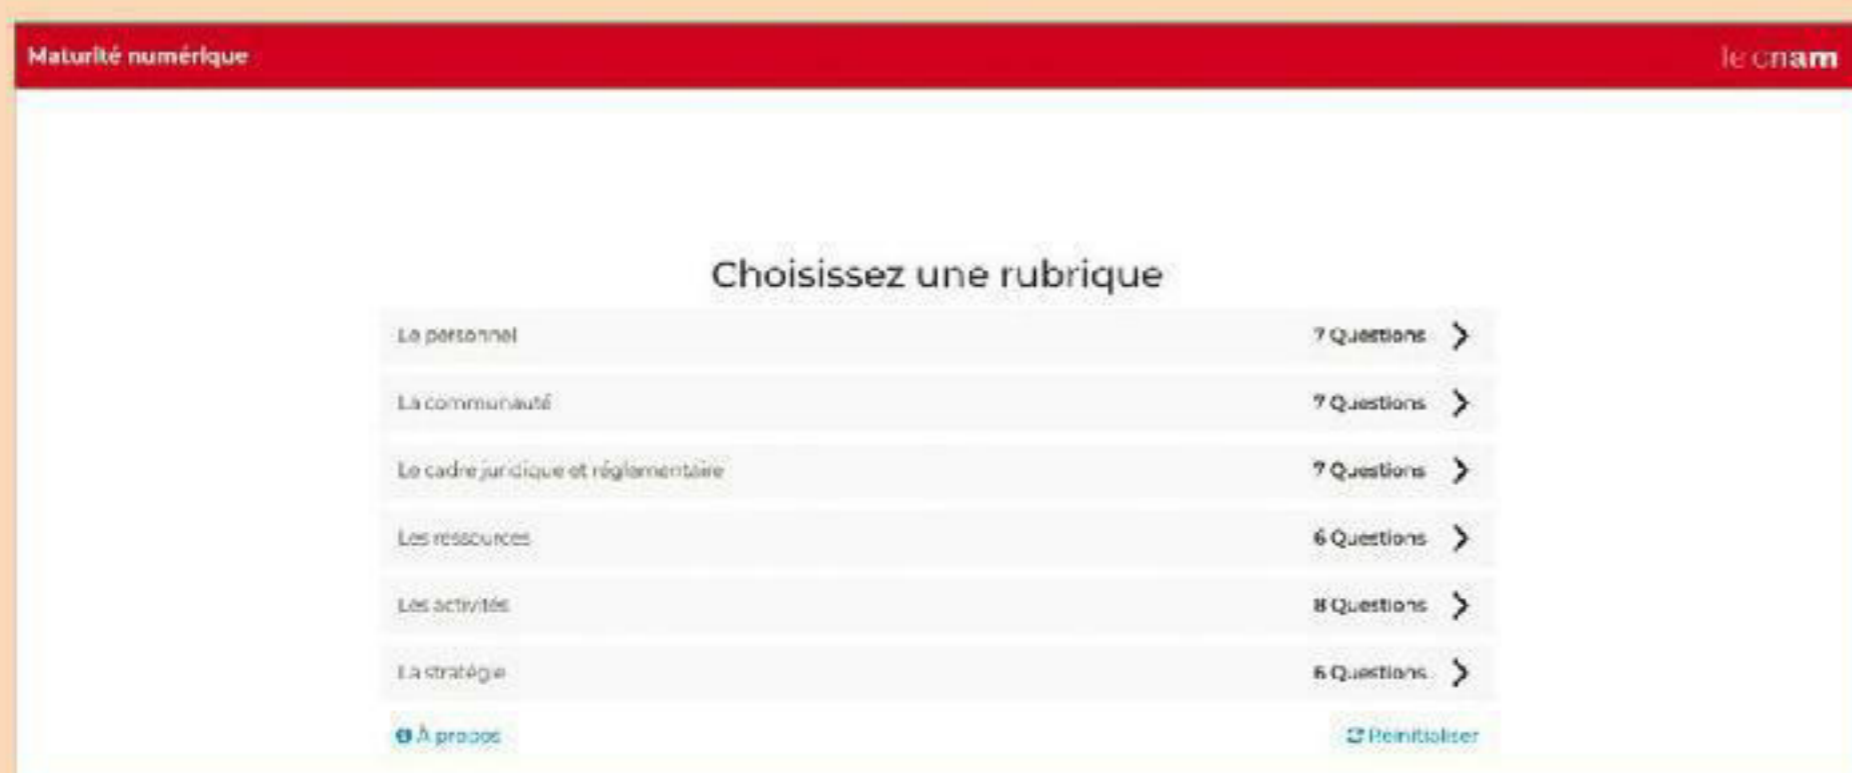 Maturité numérique
le cnam
Choisissez une rubrique
Le personnel 7 Questions
La communauté 7 Questions
Le cadre juridique et réglementaire 7 Questions
Les ressources 6 Questions
Les activités 8 Questions
La stratégie 6 Questions
À propos Réinitialiser